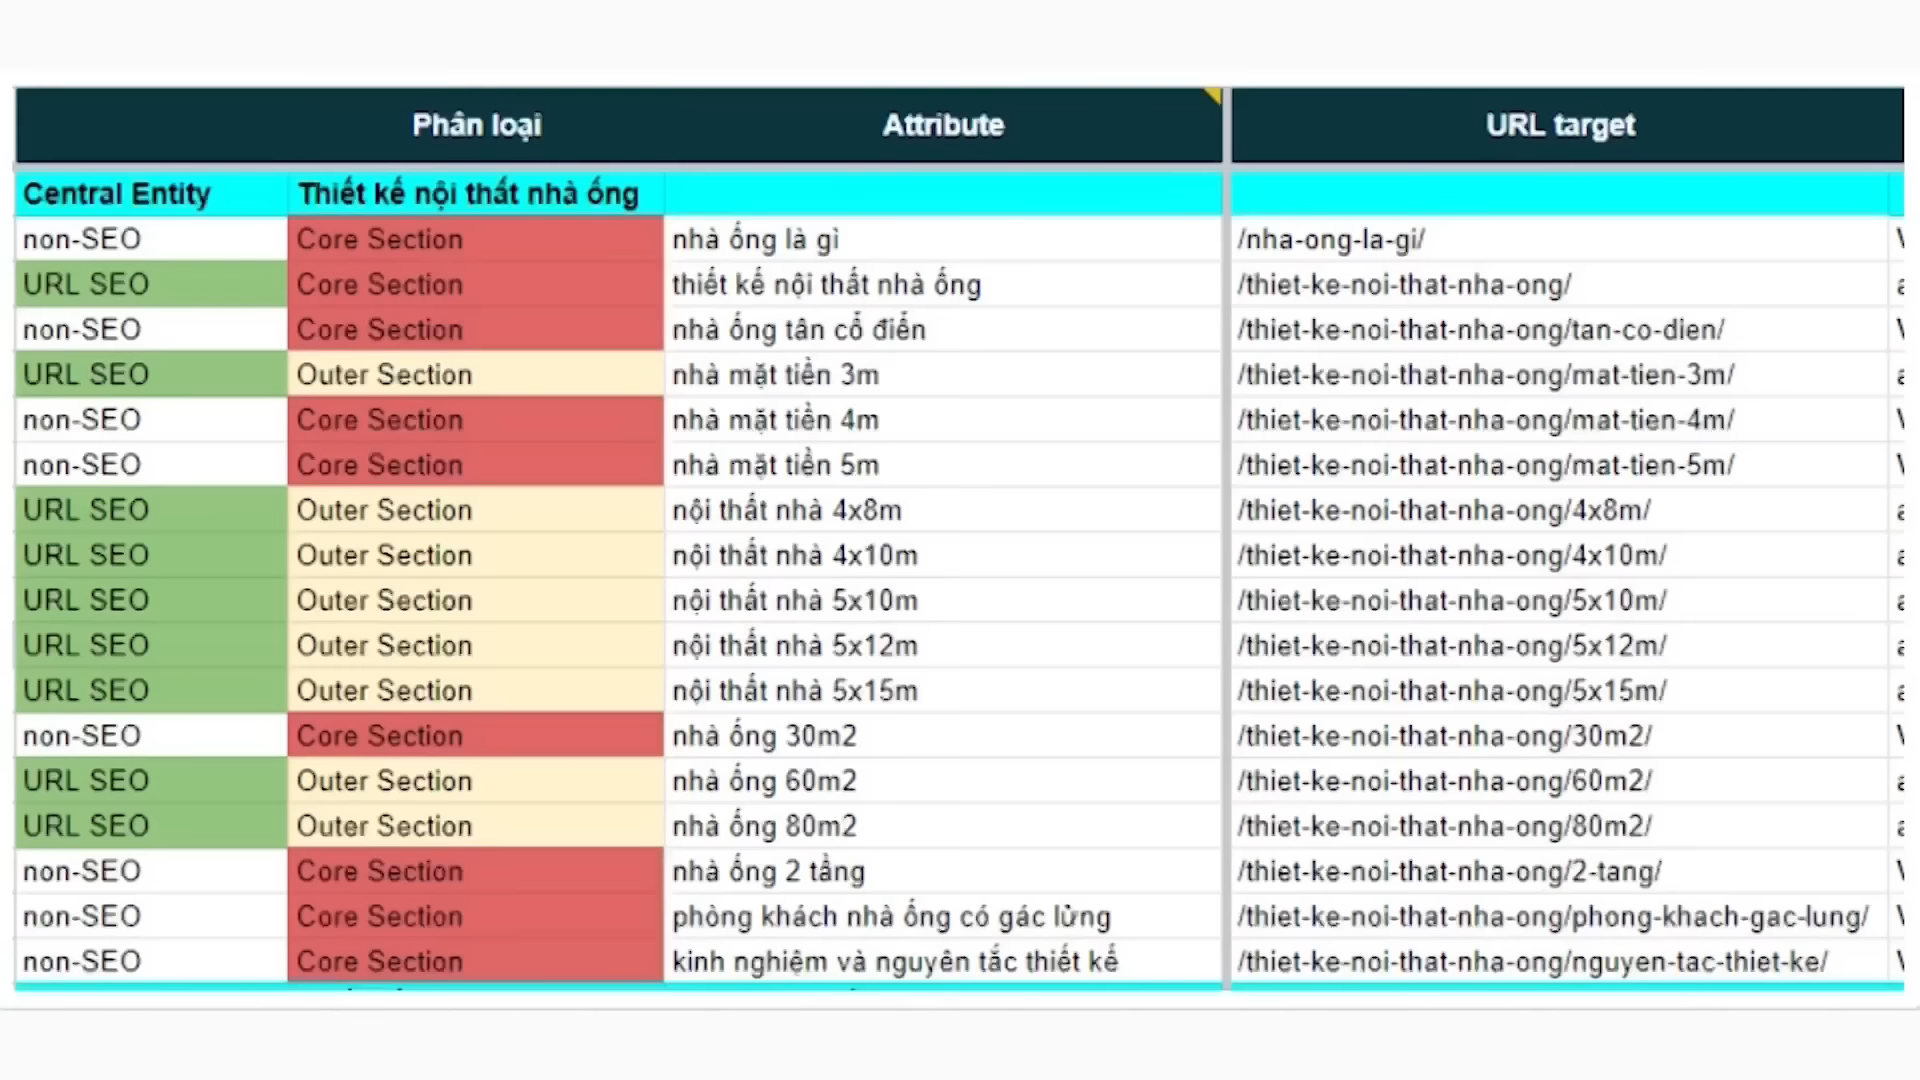 Phân loại Attribute URL target
Central Entity Thiết kế nội thất nhà ống
non-SEO Core Section nhà ống là gì /nha-ong-la-gi/
URL SEO Core Section thiết kế nội thất nhà ống /thiet-ke-noi-that-nha-ong/
non-SEO Core Section nhà ống tân cổ điển /thiet-ke-noi-that-nha-ong/tan-co-dien/
URL SEO Outer Section nhà mặt tiền 3m /thiet-ke-noi-that-nha-ong/mat-tien-3m/
non-SEO Core Section nhà mặt tiền 4m /thiet-ke-noi-that-nha-ong/mat-tien-4m/
non-SEO Core Section nhà mặt tiền 5m /thiet-ke-noi-that-nha-ong/mat-tien-5m/
URL SEO Outer Section nội thất nhà 4x8m /thiet-ke-noi-that-nha-ong/4x8m/
URL SEO Outer Section nội thất nhà 4x10m /thiet-ke-noi-that-nha-ong/4x10m/
URL SEO Outer Section nội thất nhà 5x10m /thiet-ke-noi-that-nha-ong/5x10m/
URL SEO Outer Section nội thất nhà 5x12m /thiet-ke-noi-that-nha-ong/5x12m/
URL SEO Outer Section nội thất nhà 5x15m /thiet-ke-noi-that-nha-ong/5x15m/
non-SEO Core Section nhà ống 30m2 /thiet-ke-noi-that-nha-ong/30m2/
URL SEO Outer Section nhà ống 60m2 /thiet-ke-noi-that-nha-ong/60m2/
URL SEO Outer Section nhà ống 80m2 /thiet-ke-noi-that-nha-ong/80m2/
non-SEO Core Section nhà ống 2 tầng /thiet-ke-noi-that-nha-ong/2-tang/
non-SEO Core Section phòng khách nhà ống có gác lửng /thiet-ke-noi-that-nha-ong/phong-khach-gac-lung/
non-SEO Core Section kinh nghiệm và nguyên tắc thiết kế /thiet-ke-noi-that-nha-ong/nguyen-tac-thiet-ke/